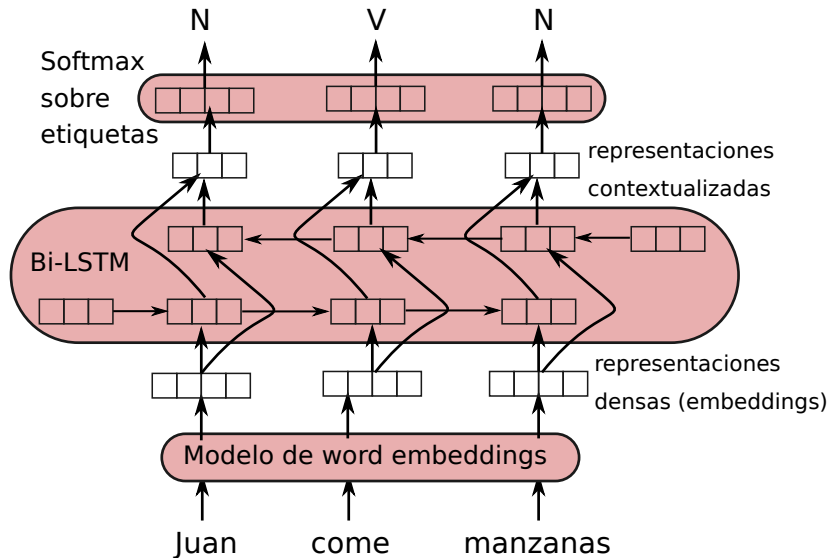 N V N
Softmax
sobre
etiquetas
representaciones
contextualizadas
Bi-LSTM
representaciones
densas (embeddings)
Modelo de word embeddings
Juan come manzanas